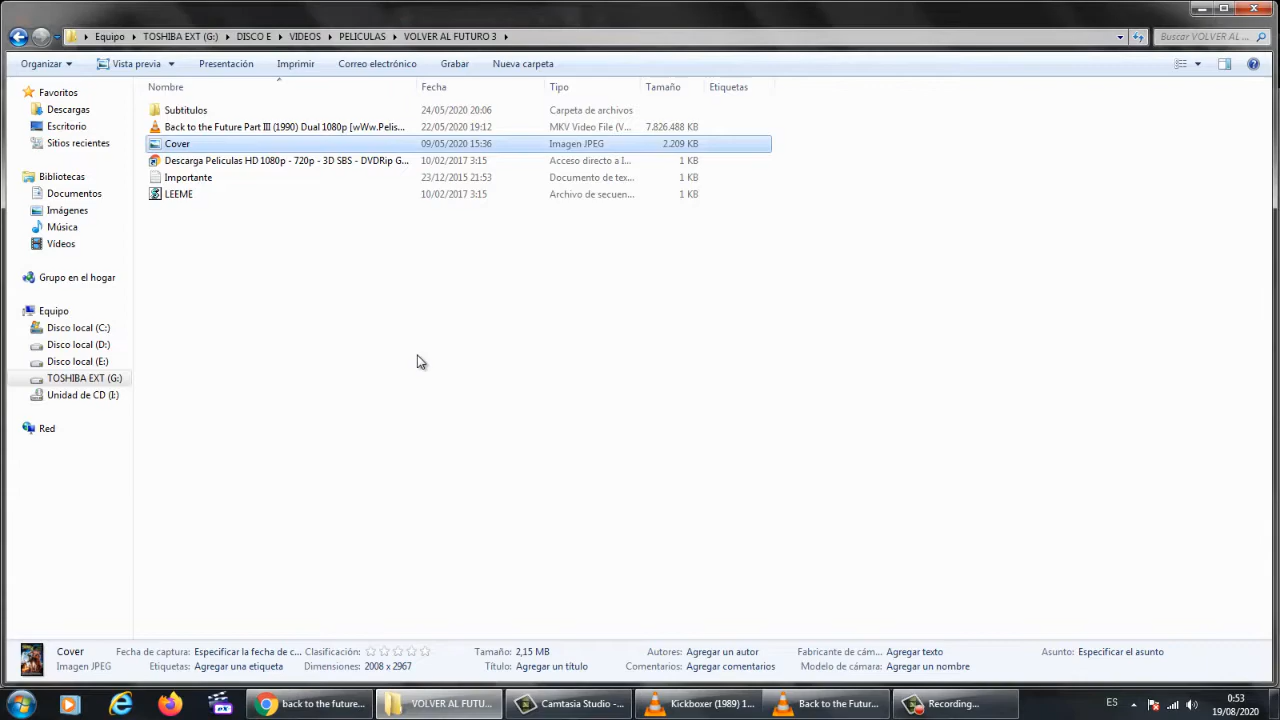 Equipo ▸ TOSHIBA EXT (G:) ▸ DISCO E ▸ VIDEOS ▸ PELICULAS ▸ VOLVER AL FUTURO 3 ▸ Buscar VOLVER AL ...
Organizar Vista previa Presentación Imprimir Correo electrónico Grabar Nueva carpeta
Nombre Fecha Tipo Tamaño Etiquetas
Favoritos
Descargas
Escritorio
Sitios recientes
Bibliotecas
Documentos
Imágenes
Música
Vídeos
Grupo en el hogar
Equipo
Disco local (C:)
Disco local (D:)
Disco local (E:)
TOSHIBA EXT (G:)
Unidad de CD (I:)
Red
Subtitulos 24/05/2020 20:06 Carpeta de archivos
Back to the Future Part III (1990) Dual 1080p [wWw.Pelis... 22/05/2020 19:12 MKV Video File (V... 7.826.488 KB
Cover 09/05/2020 15:36 Imagen JPEG 2.209 KB
Descarga Peliculas HD 1080p - 720p - 3D SBS - DVDRip G... 10/02/2017 3:15 Acceso directo a I... 1 KB
Importante 23/12/2015 21:53 Documento de tex... 1 KB
LEEME 10/02/2017 3:15 Archivo de secuen... 1 KB
Cover Fecha de captura: Especificar la fecha de c... Clasificación: Tamaño: 2,15 MB Autores: Agregar un autor Fabricante de cám... Agregar texto Asunto: Especificar el asunto
Imagen JPEG Etiquetas: Agregar una etiqueta Dimensiones: 2008 x 2967 Título: Agregar un título Comentarios: Agregar comentarios Modelo de cámara: Agregar un nombre
back to the future... VOLVER AL FUTU... Camtasia Studio -... Kickboxer (1989) 1... Back to the Futur... Recording... ES 0:53
19/08/2020